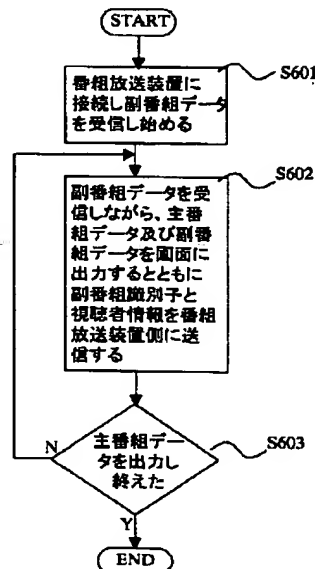 START
番組放送装置に
接続し副番組データ
を受信し始める
S601
S602
副番組データを受
信しながら、主番
組データ及び副番
組データを画面に
出力するとともに
副番組識別子と
視聴者情報を番組
放送装置側に送
信する
主番組デー
タを出力し
終えた
S603
N
Y
END